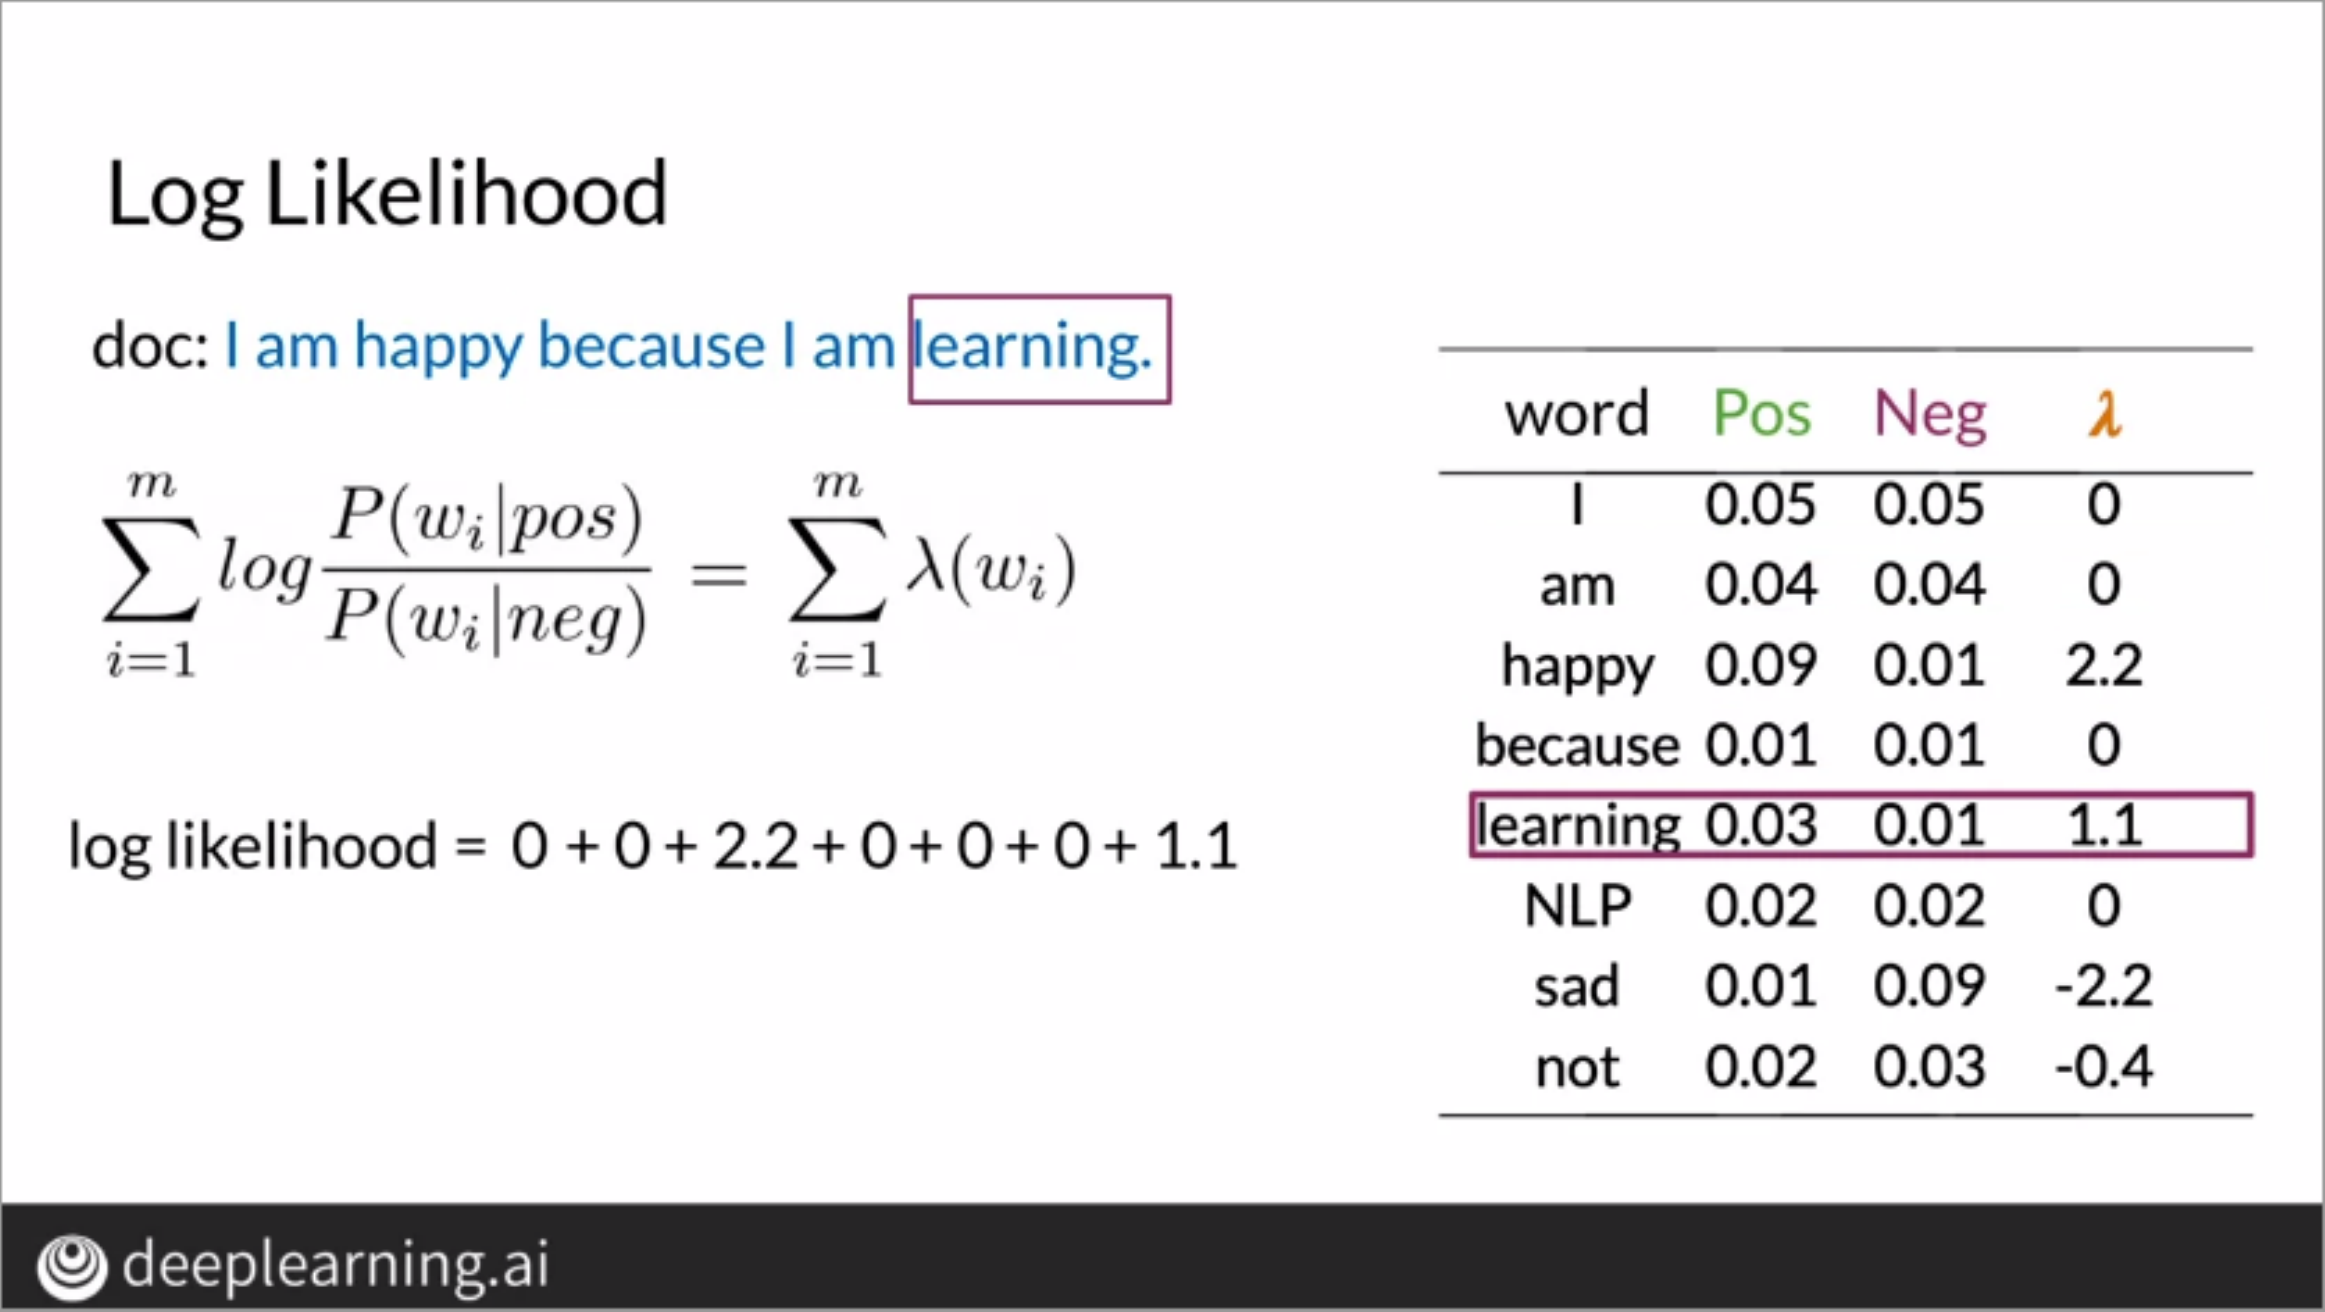 Log Likelihood
doc: I am happy because I am learning.
\sum_{i=1}^{m} log \frac{P(w_i|pos)}{P(w_i|neg)} = \sum_{i=1}^{m} \lambda(w_i)
log likelihood = 0 + 0 + 2.2 + 0 + 0 + 0 + 1.1
word Pos Neg λ
I 0.05 0.05 0
am 0.04 0.04 0
happy 0.09 0.01 2.2
because 0.01 0.01 0
learning 0.03 0.01 1.1
NLP 0.02 0.02 0
sad 0.01 0.09 -2.2
not 0.02 0.03 -0.4
deeplearning.ai